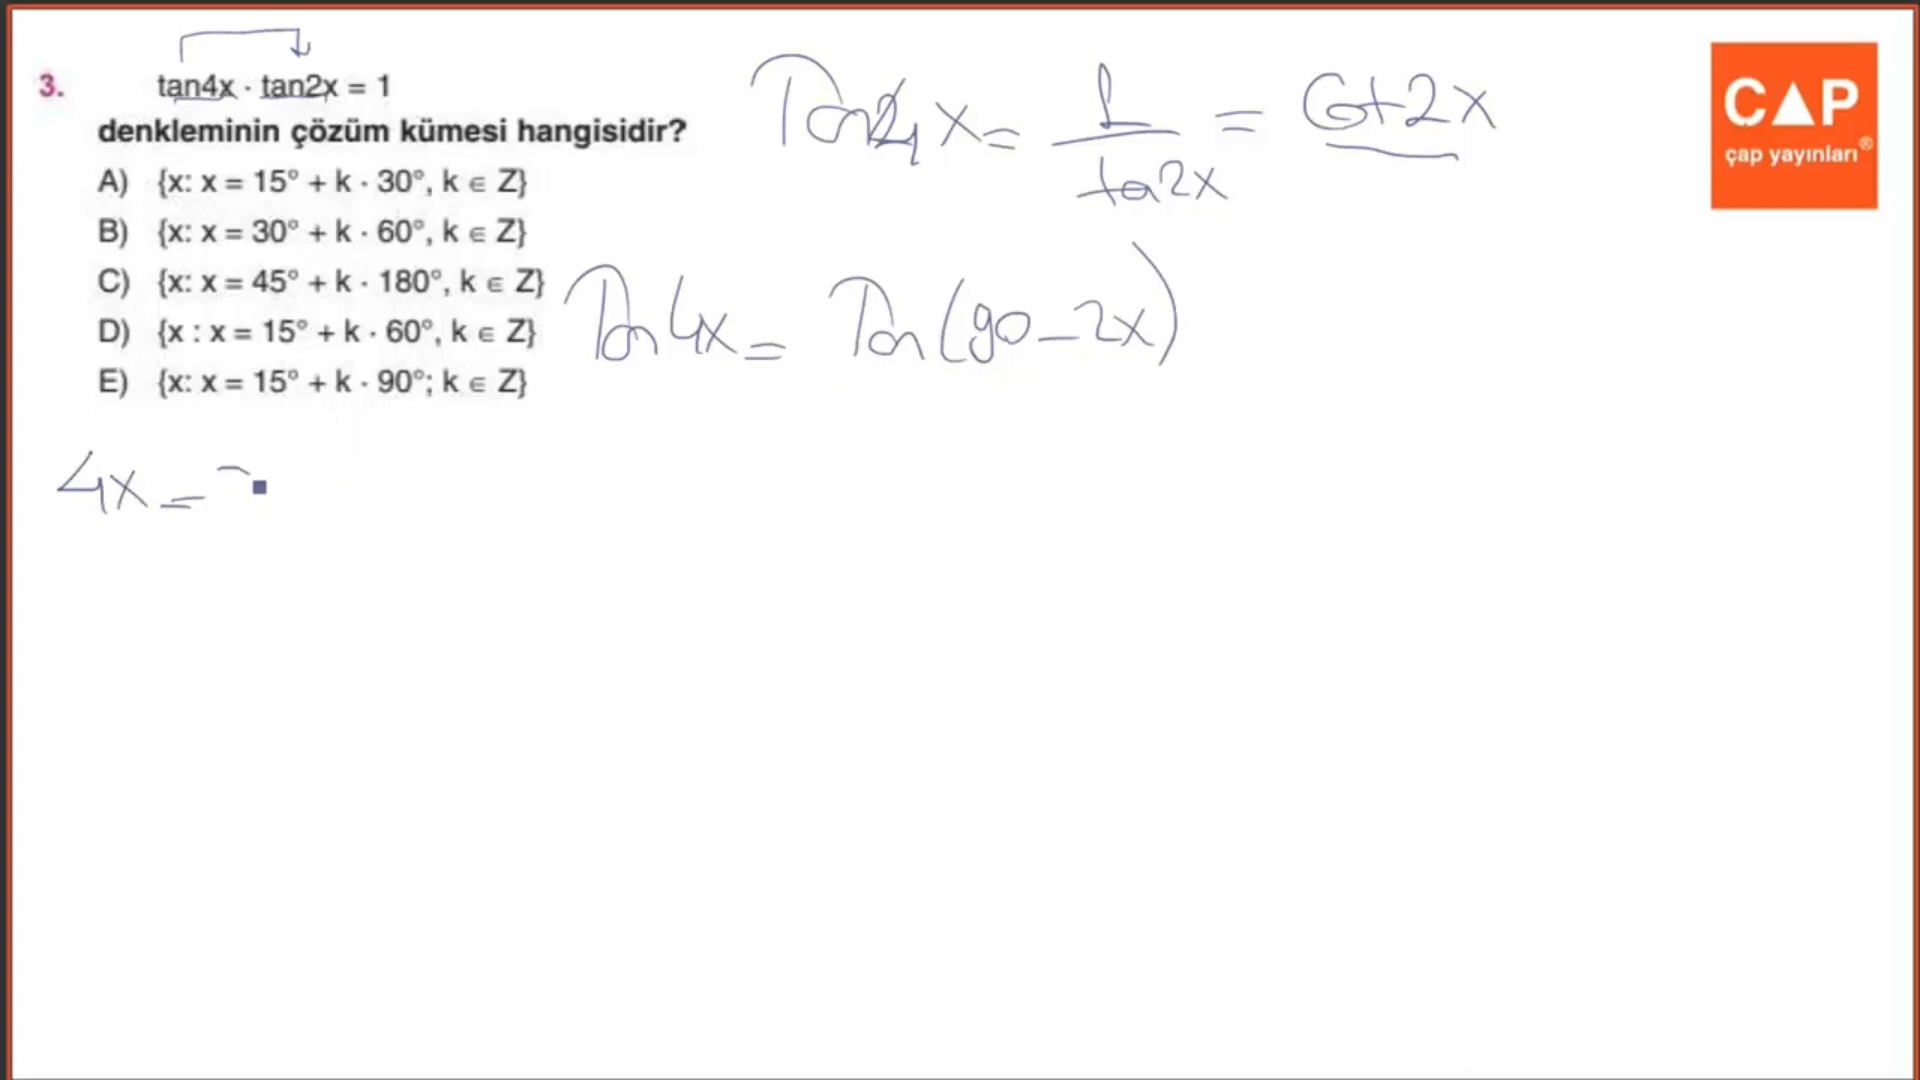 3. tan4x · tan2x = 1
denkleminin çözüm kümesi hangisidir?
A) {x: x = 15° + k · 30°, k ∈ Z}
B) {x: x = 30° + k · 60°, k ∈ Z}
C) {x: x = 45° + k · 180°, k ∈ Z}
D) {x : x = 15° + k · 60°, k ∈ Z}
E) {x: x = 15° + k · 90°; k ∈ Z}
Tan4x = 1/ta2x = Cot2x
Tan4x = Tan(90-2x)
4x =
CAP
çap yayınları®